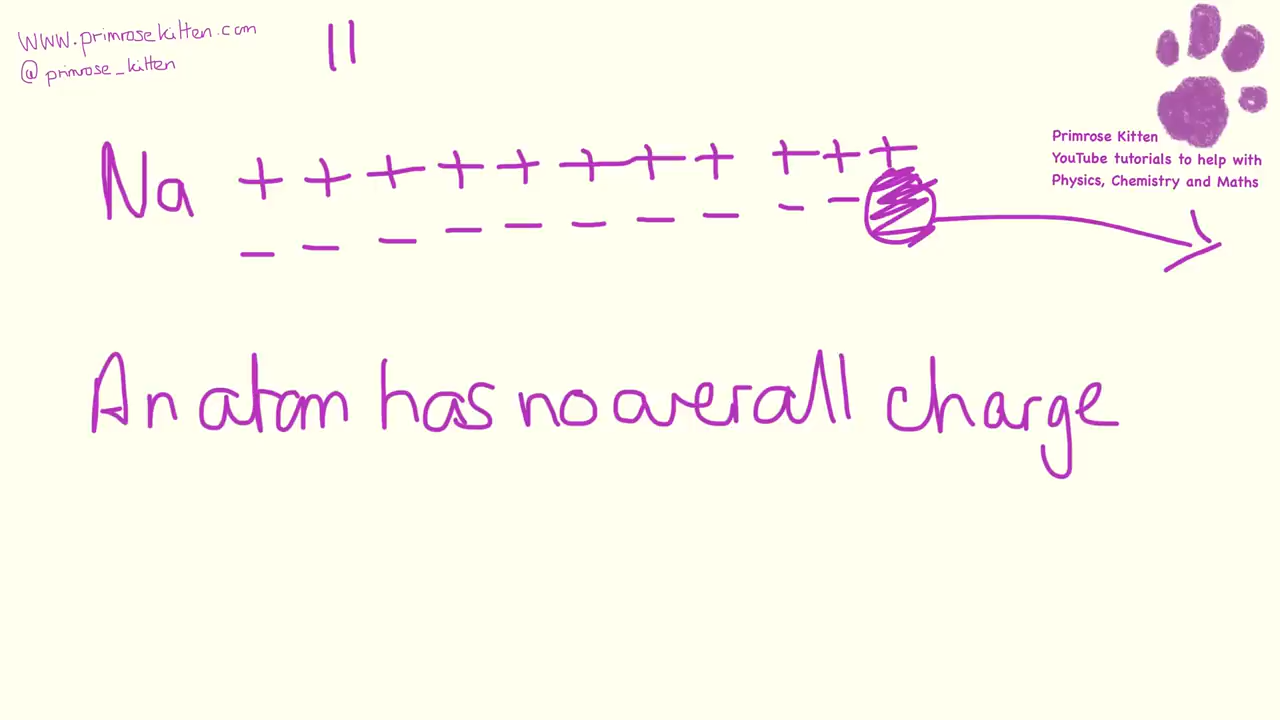 www.primrosekitten.com
@primrose_kitten
11
Primrose Kitten
YouTube tutorials to help with
Physics, Chemistry and Maths
Na + + + + + + + + + + +
- - - - - - - - - -
An atom has no overall charge